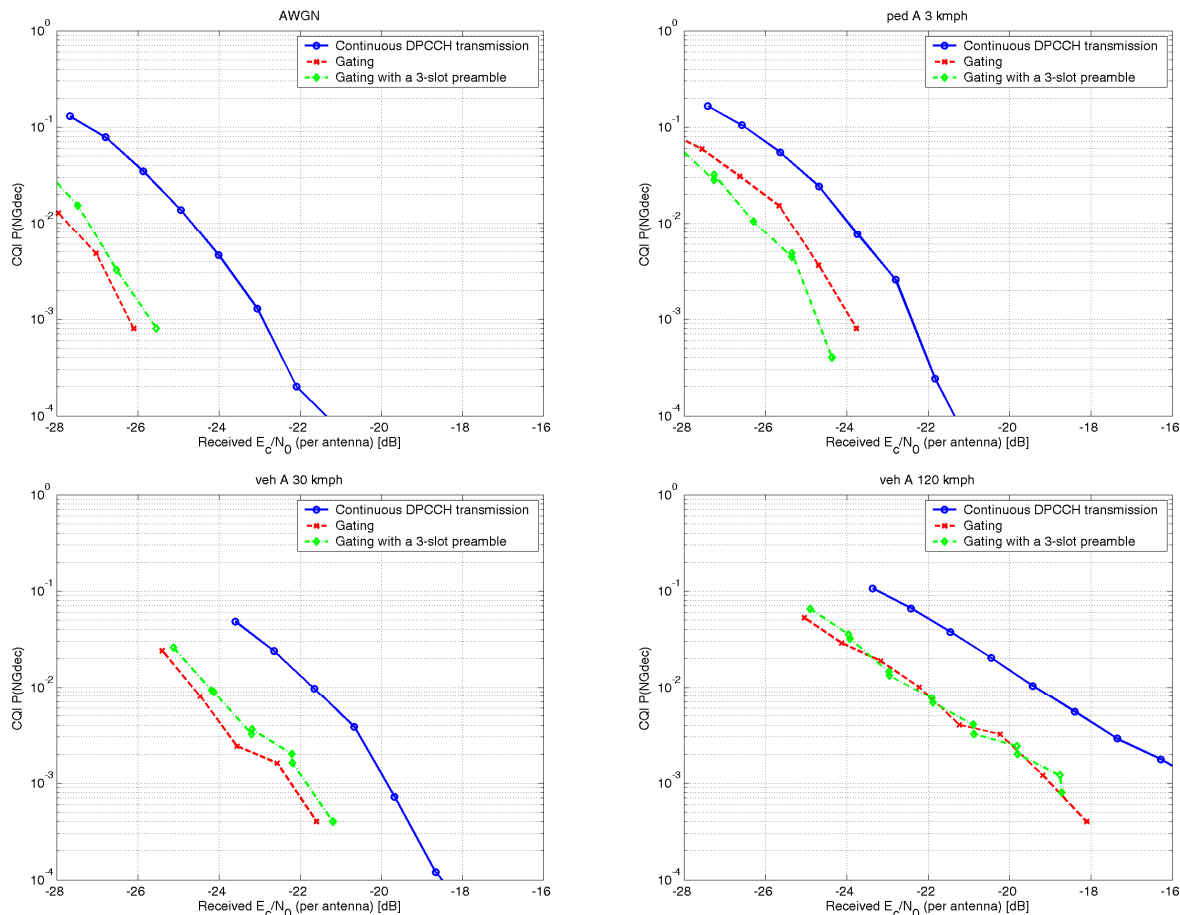 AWGN
10^0
10^-1
10^-2
10^-3
10^-4
CQI P(NGdec)
Continuous DPCCH transmission
Gating
Gating with a 3-slot preamble
-28 -26 -24 -22 -20 -18 -16
Received E_c/N_0 (per antenna) [dB]
ped A 3 kmph
10^0
10^-1
10^-2
10^-3
10^-4
CQI P(NGdec)
Continuous DPCCH transmission
Gating
Gating with a 3-slot preamble
-28 -26 -24 -22 -20 -18 -16
Received E_c/N_0 (per antenna) [dB]
veh A 30 kmph
10^0
10^-1
10^-2
10^-3
10^-4
CQI P(NGdec)
Continuous DPCCH transmission
Gating
Gating with a 3-slot preamble
-28 -26 -24 -22 -20 -18 -16
Received E_c/N_0 (per antenna) [dB]
veh A 120 kmph
10^0
10^-1
10^-2
10^-3
10^-4
CQI P(NGdec)
Continuous DPCCH transmission
Gating
Gating with a 3-slot preamble
-28 -26 -24 -22 -20 -18 -16
Received E_c/N_0 (per antenna) [dB]